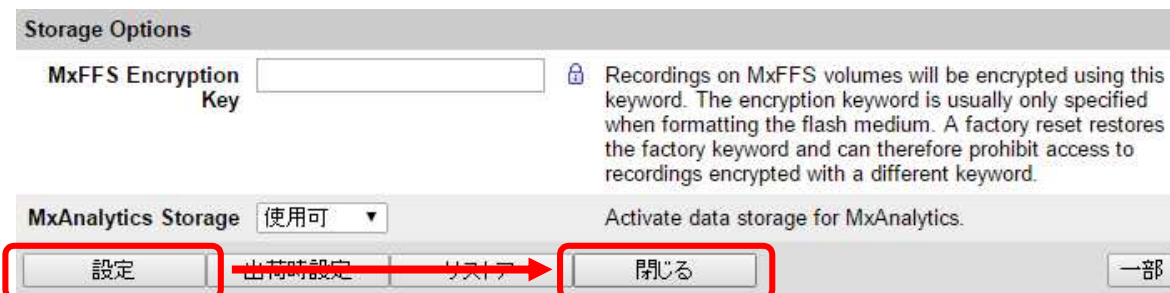 Storage Options
MxFFS Encryption
Key
Recordings on MxFFS volumes will be encrypted using this
keyword. The encryption keyword is usually only specified
when formatting the flash medium. A factory reset restores
the factory keyword and can therefore prohibit access to
recordings encrypted with a different keyword.
MxAnalytics Storage 使用可 Activate data storage for MxAnalytics.
設定 出荷時設定 リストア 閉じる 一部